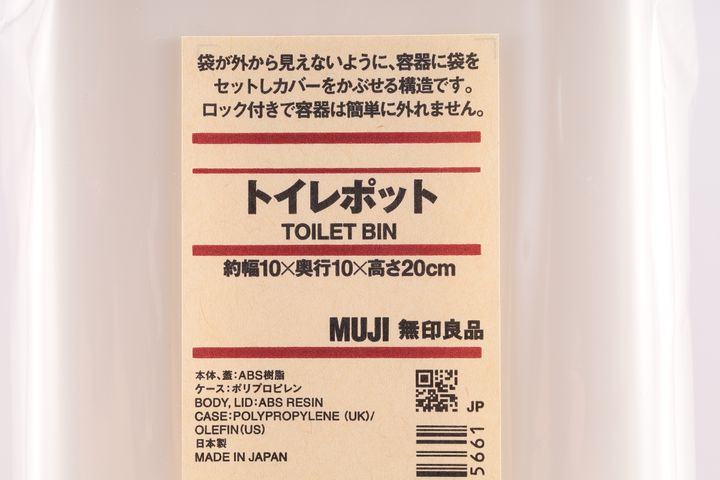 袋が外から見えないように、容器に袋を
セットしカバーをかぶせる構造です。
ロック付きで容器は簡単に外れません。
トイレポット
TOILET BIN
約幅10×奥行10×高さ20cm
MUJI 無印良品
本体、蓋:ABS樹脂
ケース:ポリプロピレン
BODY, LID:ABS RESIN
CASE:POLYPROPYLENE (UK)/
OLEFIN(US)
日本製
MADE IN JAPAN
JP
5661